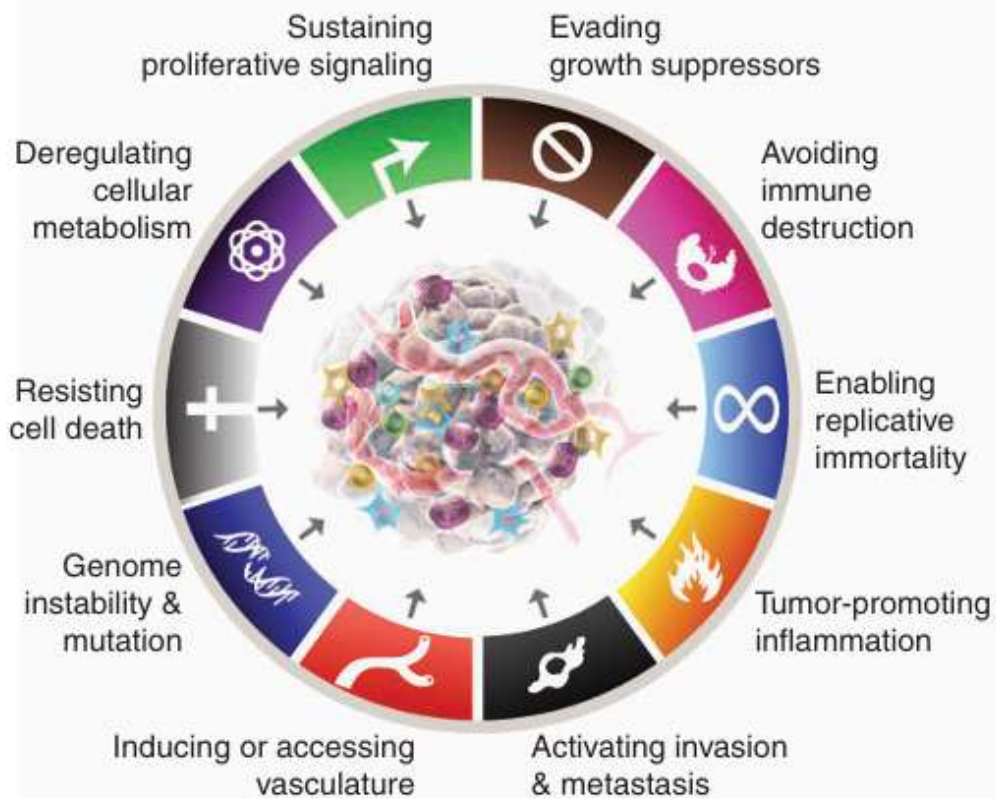 Sustaining
proliferative signaling
Evading
growth suppressors
Avoiding
immune
destruction
Enabling
replicative
immortality
Tumor-promoting
inflammation
Activating invasion
& metastasis
Inducing or accessing
vasculature
Genome
instability &
mutation
Resisting
cell death
Deregulating
cellular
metabolism